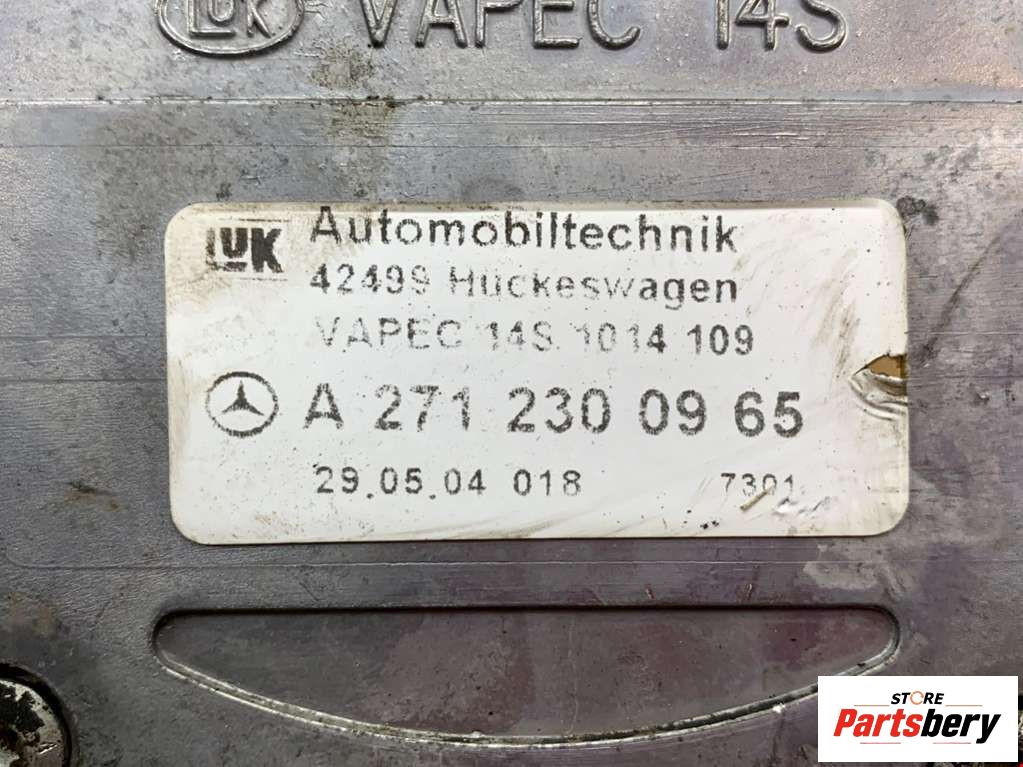 LUK VAPEC 14S
LUK Automobiltechnik
42499 Huckeswagen
VAPEC 14S 1014 109
A 271 230 09 65
29.05.04 018 7301
STORE
Partsbery